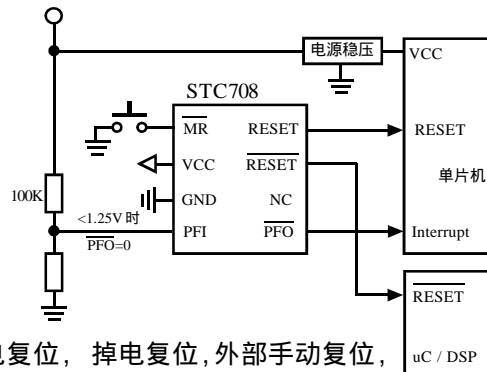 电源稳压
VCC
STC708
MR RESET
VCC RESET
GND NC
PFI PFO
RESET
单片机
Interrupt
100K
<1.25V 时
PFO=0
RESET
uC / DSP
复位, 掉电复位,外部手动复位,